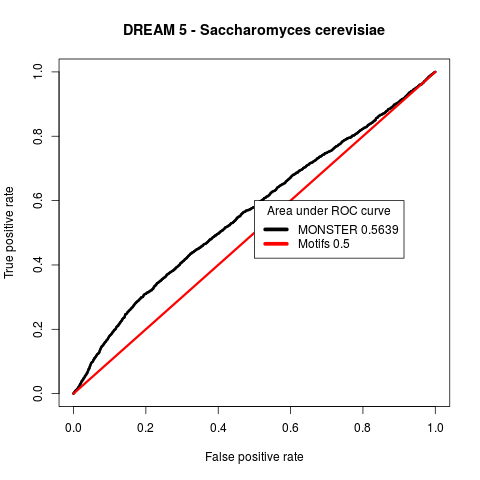 DREAM 5 - Saccharomyces cerevisiae
True positive rate
1.0
0.8
0.6
0.4
0.2
0.0
Area under ROC curve
MONSTER 0.5639
Motifs 0.5
0.0 0.2 0.4 0.6 0.8 1.0
False positive rate